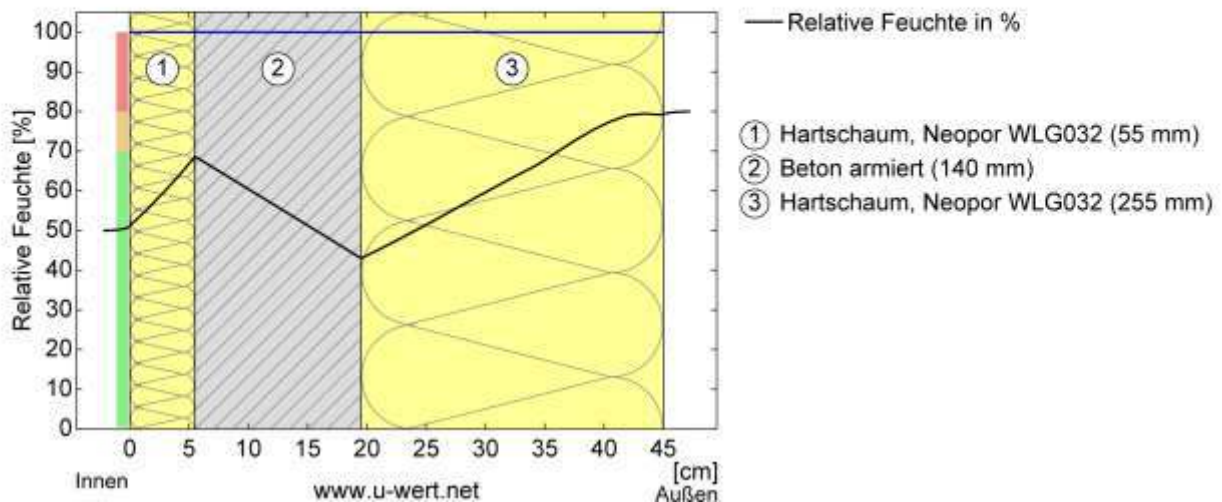 Relative Feuchte [%]
100
90
80
70
60
50
40
30
20
10
0
1
2
3
0 5 10 15 20 25 30 35 40 45
[cm]
Innen
www.u-wert.net
Außen
Relative Feuchte in %
1 Hartschaum, Neopor WLG032 (55 mm)
2 Beton armiert (140 mm)
3 Hartschaum, Neopor WLG032 (255 mm)